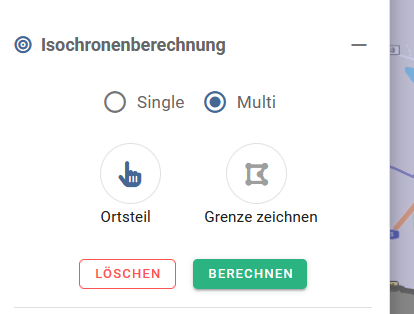 Isochronenberechnung
Single Multi
Ortsteil Grenze zeichnen
LÖSCHEN BERECHNEN